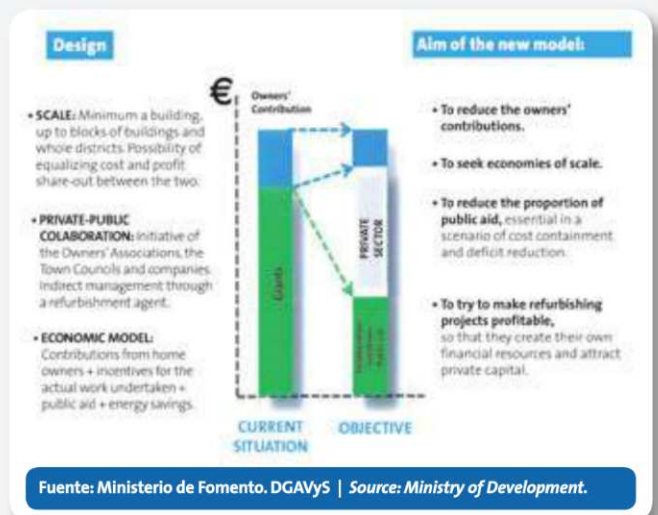 Design
• SCALE: Minimum a building,
up to blocks of buildings and
whole districts. Possibility of
equalizing cost and profit
share-out between the two.
• PRIVATE-PUBLIC
COLABORATION: Initiative of
the Owners' Associations, the
Town Councils and companies.
Indirect management through
a refurbishment agent.
• ECONOMIC MODEL:
Contributions from home
owners + incentives for the
actual work undertaken +
public aid + energy savings.
€
Owners'
Contribution
Grants
PRIVATE
SECTOR
CURRENT
SITUATION
OBJECTIVE
Aim of the new model:
• To reduce the owners'
contributions.
• To seek economies of scale.
• To reduce the proportion of
public aid, essential in a
scenario of cost containment
and deficit reduction.
• To try to make refurbishing
projects profitable,
so that they create their own
financial resources and attract
private capital.
Fuente: Ministerio de Fomento. DGAVyS | Source: Ministry of Development.